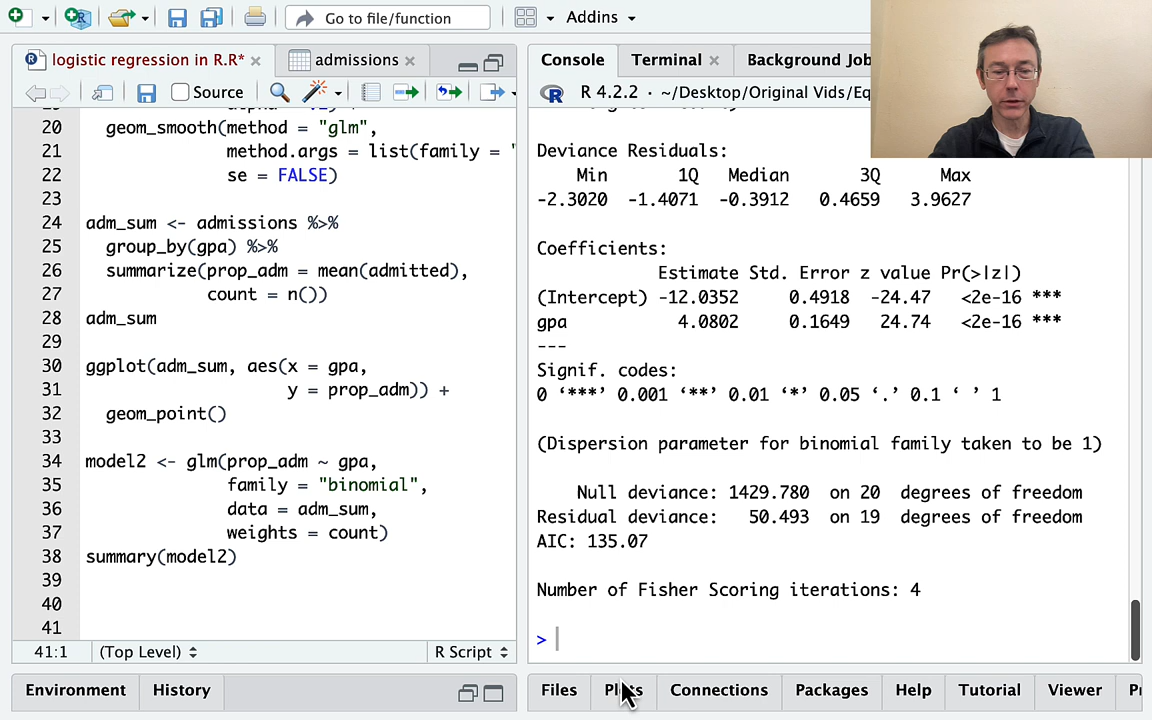 Go to file/function
Addins
logistic regression in R.R*
admissions
Source
20 geom_smooth(method = "glm",
21 method.args = list(family = "
22 se = FALSE)
23
24 adm_sum <- admissions %>%
25 group_by(gpa) %>%
26 summarize(prop_adm = mean(admitted),
27 count = n())
28 adm_sum
29
30 ggplot(adm_sum, aes(x = gpa,
31 y = prop_adm)) +
32 geom_point()
33
34 model2 <- glm(prop_adm ~ gpa,
35 family = "binomial",
36 data = adm_sum,
37 weights = count)
38 summary(model2)
39
40
41
41:1 (Top Level) R Script
Environment History
Console Terminal Background Job
R 4.2.2 · ~/Desktop/Original Vids/Eq
Deviance Residuals:
Min 1Q Median 3Q Max
-2.3020 -1.4071 -0.3912 0.4659 3.9627
Coefficients:
Estimate Std. Error z value Pr(>|z|)
(Intercept) -12.0352 0.4918 -24.47 <2e-16 ***
gpa 4.0802 0.1649 24.74 <2e-16 ***
---
Signif. codes:
0 ‘***’ 0.001 ‘**’ 0.01 ‘*’ 0.05 ‘.’ 0.1 ‘ ’ 1
(Dispersion parameter for binomial family taken to be 1)
Null deviance: 1429.780 on 20 degrees of freedom
Residual deviance: 50.493 on 19 degrees of freedom
AIC: 135.07
Number of Fisher Scoring iterations: 4
>
Files Plots Connections Packages Help Tutorial Viewer Pr